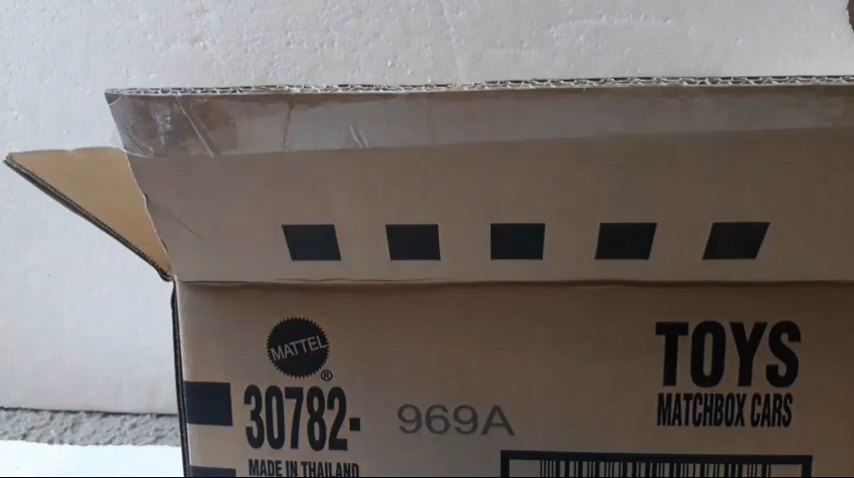 MATTEL
®
TOYS
MATCHBOX CARS
30782-
969A
MADE IN THAILAND